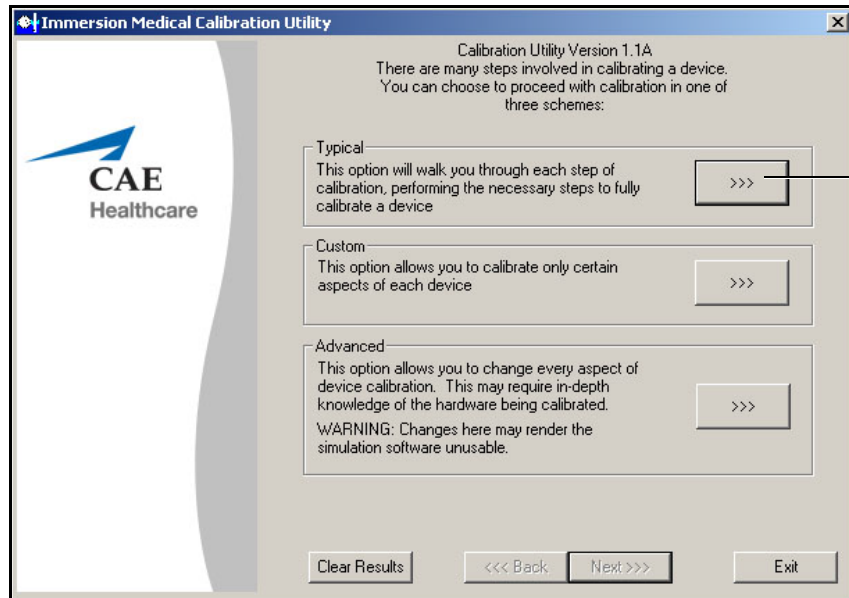 Immersion Medical Calibration Utility
CAE
Healthcare
Calibration Utility Version 1.1A
There are many steps involved in calibrating a device.
You can choose to proceed with calibration in one of
three schemes:
Typical
This option will walk you through each step of
calibration, performing the necessary steps to fully
calibrate a device
>>>
Custom
This option allows you to calibrate only certain
aspects of each device
>>>
Advanced
This option allows you to change every aspect of
device calibration. This may require in-depth
knowledge of the hardware being calibrated.
WARNING: Changes here may render the
simulation software unusable.
>>>
Clear Results
<<< Back
Next >>>
Exit